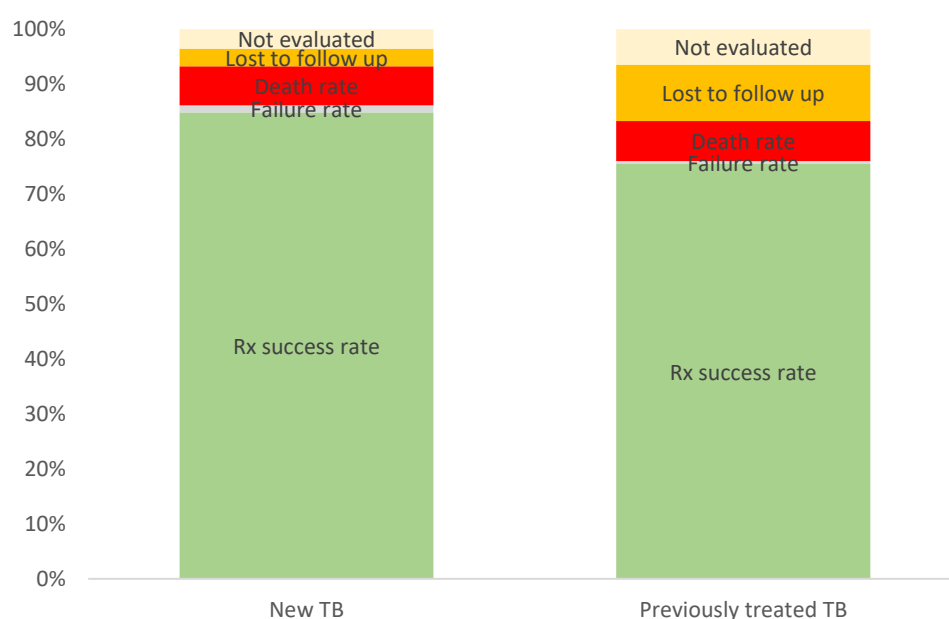 100%
90%
80%
70%
60%
50%
40%
30%
20%
10%
0%
Not evaluated
Lost to follow up
Death rate
Failure rate
Rx success rate
Not evaluated
Lost to follow up
Death rate
Failure rate
Rx success rate
New TB
Previously treated TB